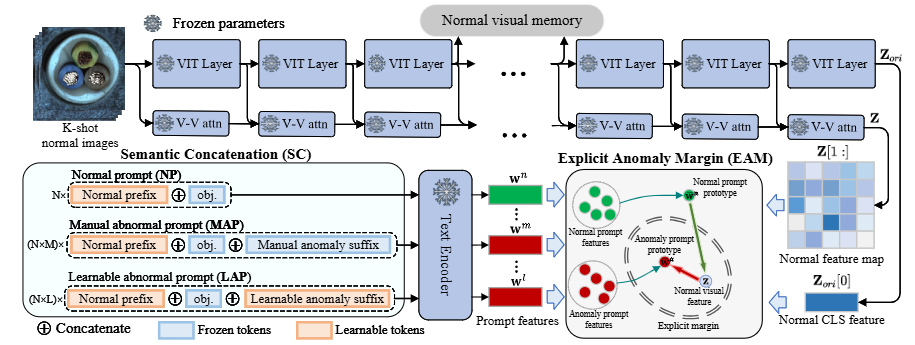 Frozen parameters
Normal visual memory
VIT Layer
VIT Layer
VIT Layer
VIT Layer
VIT Layer
VIT Layer
Z_ori
...
V-V attn
V-V attn
V-V attn
V-V attn
V-V attn
V-V attn
Z
...
K-shot
normal images
Semantic Concatenation (SC)
Normal prompt (NP)
N×
Normal prefix
obj.
Manual abnormal prompt (MAP)
(N×M)×
Normal prefix
obj.
Manual anomaly suffix
Learnable abnormal prompt (LAP)
(N×L)×
Normal prefix
obj.
Learnable anomaly suffix
Concatenate
Frozen tokens
Learnable tokens
Text Encoder
w^n
w^m
w^l
Prompt features
Explicit Anomaly Margin (EAM)
Normal prompt
prototype
Normal prompt
features
Anomaly prompt
prototype
Z
Normal visual
feature
Anomaly prompt
features
Explicit margin
Z[1:]
Normal feature map
Z_ori[0]
Normal CLS feature